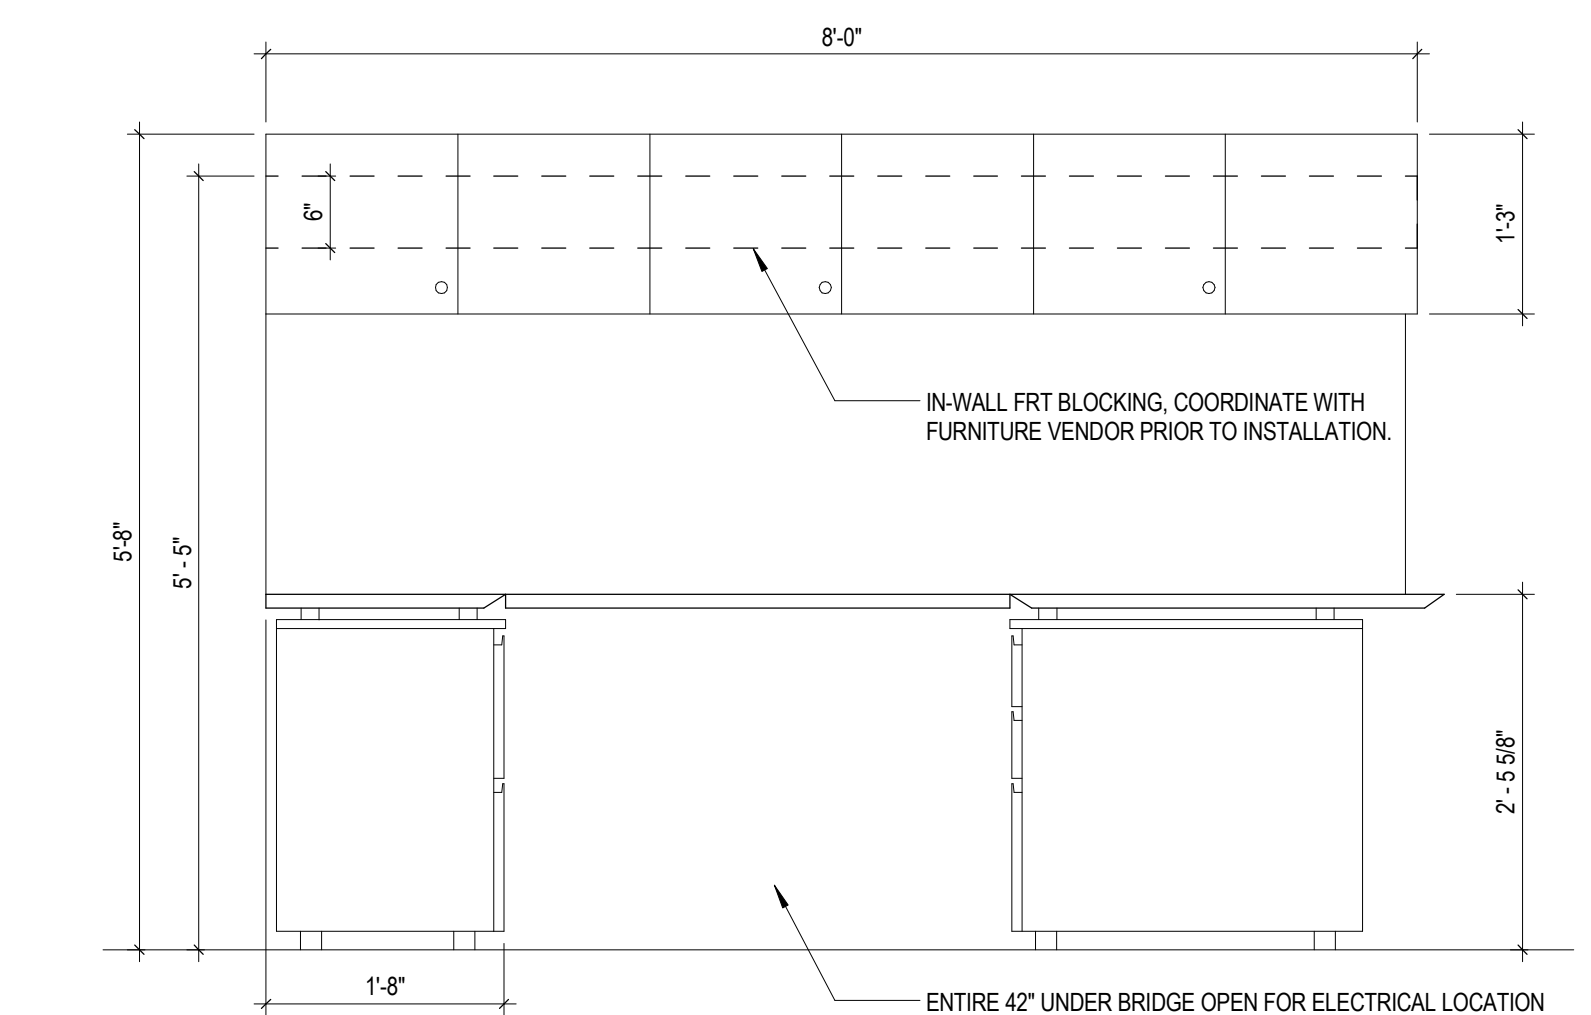 8'-0"
6"
1'-3"
IN-WALL FRT BLOCKING, COORDINATE WITH
FURNITURE VENDOR PRIOR TO INSTALLATION.
5'-8"
5' - 5"
2' - 5 5/8"
1'-8"
ENTIRE 42" UNDER BRIDGE OPEN FOR ELECTRICAL LOCATION